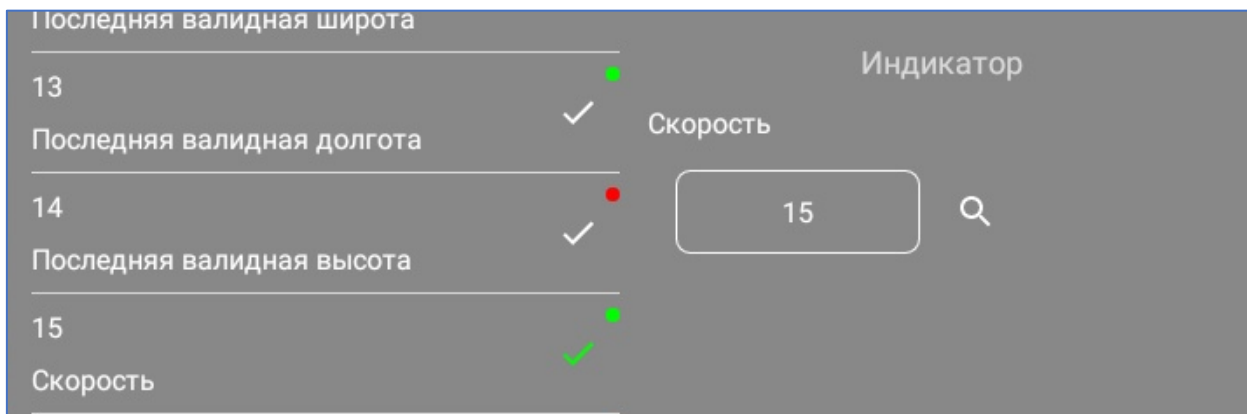 Последняя валидная широта
13
Последняя валидная долгота
14
Последняя валидная высота
15
Скорость
Индикатор
Скорость
15